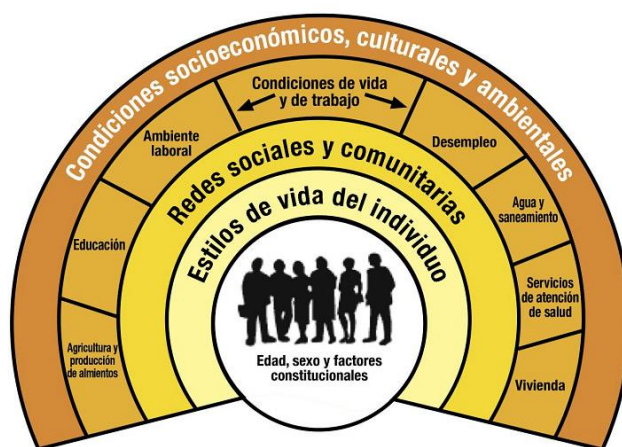 Condiciones socioeconómicos, culturales y ambientales
Condiciones de vida
y de trabajo
Ambiente
laboral
Desempleo
Redes sociales y comunitarias
Educación
Agua y
saneamiento
Estilos de vida del individuo
Agricultura y
producción
de almientos
Servicios
de atención
de salud
Vivienda
Edad, sexo y factores
constitucionales